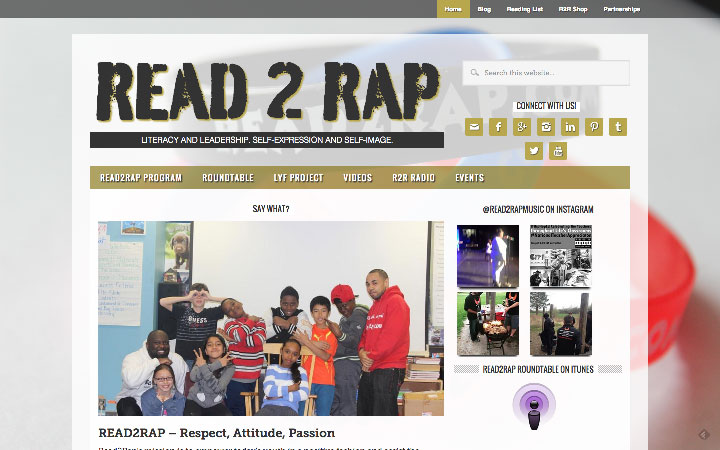 Home Blog Reading List R2R Shop Partnerships
READ 2 RAP
LITERACY AND LEADERSHIP. SELF-EXPRESSION AND SELF-IMAGE.
Search this website...
CONNECT WITH US!
READ2RAP PROGRAM ROUNDTABLE LYF PROJECT VIDEOS R2R RADIO EVENTS
SAY WHAT?
READ2RAP – Respect, Attitude, Passion
@READ2RAPMUSIC ON INSTAGRAM
READ2RAP ROUNDTABLE ON ITUNES